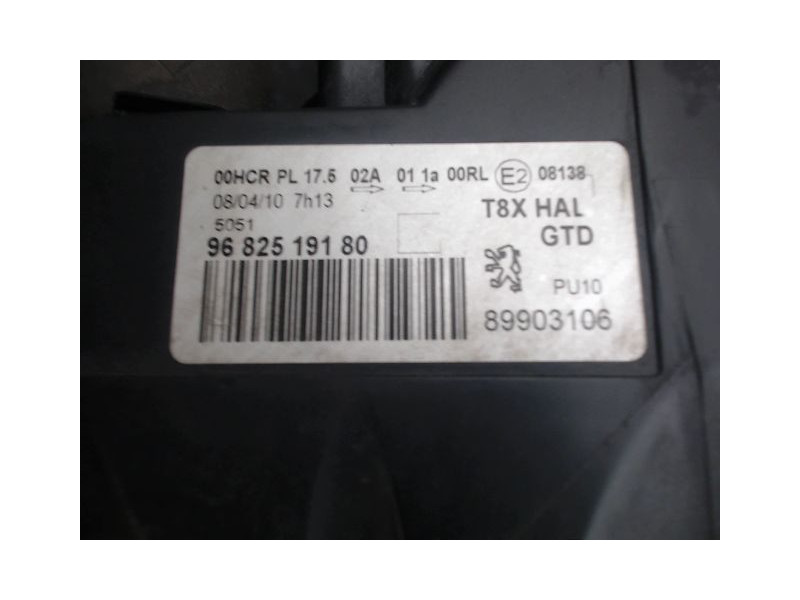 00HCR PL 17.5 02A 01 1a 00RL E2 08138
08/04/10 7h13
T8X HAL
5051
GTD
96 825 191 80
PU10
89903106